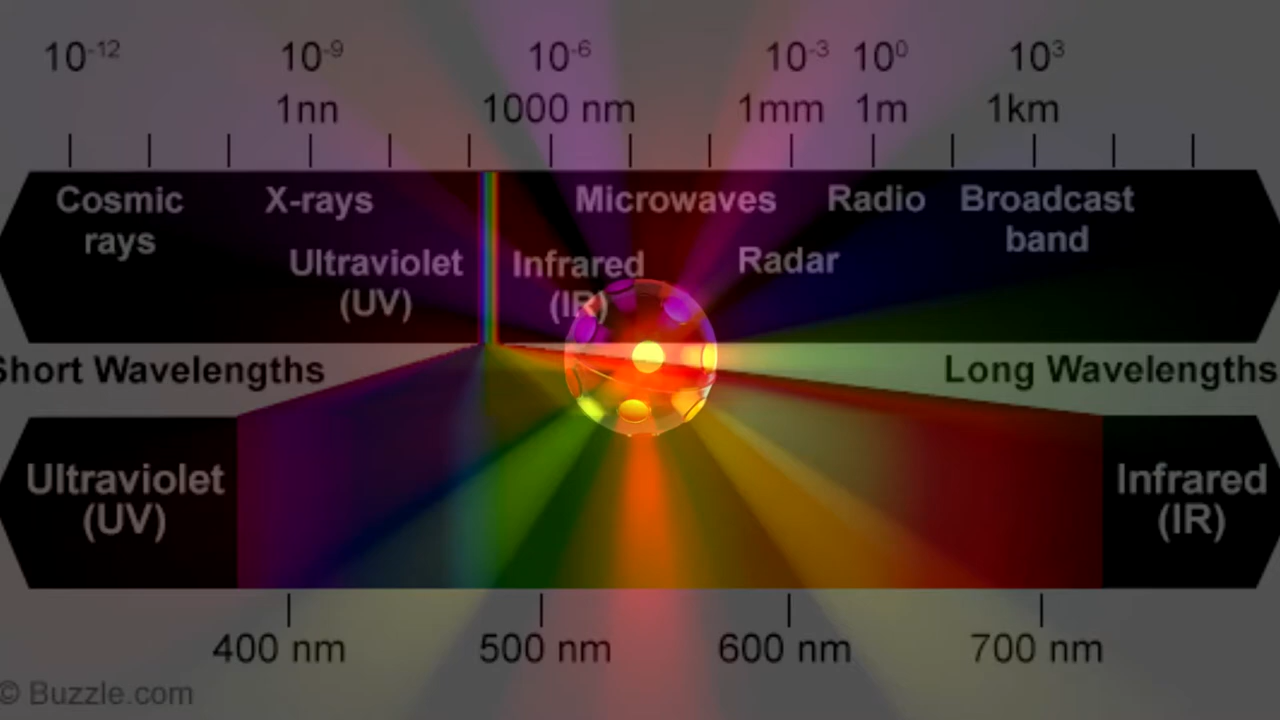 10-12 10-9 10-6 10-3 100 103
1nn 1000 nm 1mm 1m 1km
Cosmic rays X-rays Microwaves Radio Broadcast band
Ultraviolet (UV) Infrared (IR) Radar
Short Wavelengths Long Wavelengths
Ultraviolet (UV) Infrared (IR)
400 nm 500 nm 600 nm 700 nm
© Buzzle.com